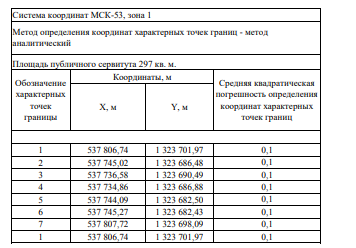 Система координат МСК-53, зона 1
Метод определения координат характерных точек границ - метод
аналитический
Площадь публичного сервитута 297 кв. м.
Обозначение характерных точек границы
Координаты, м
Средняя квадратическая погрешность определения координат характерных точек границ
X, м Y, м
1 537 806,74 1 323 701,97 0,1
2 537 745,02 1 323 686,48 0,1
3 537 736,58 1 323 690,49 0,1
4 537 734,86 1 323 686,88 0,1
5 537 744,09 1 323 682,50 0,1
6 537 745,27 1 323 682,43 0,1
7 537 807,72 1 323 698,09 0,1
1 537 806,74 1 323 701,97 0,1